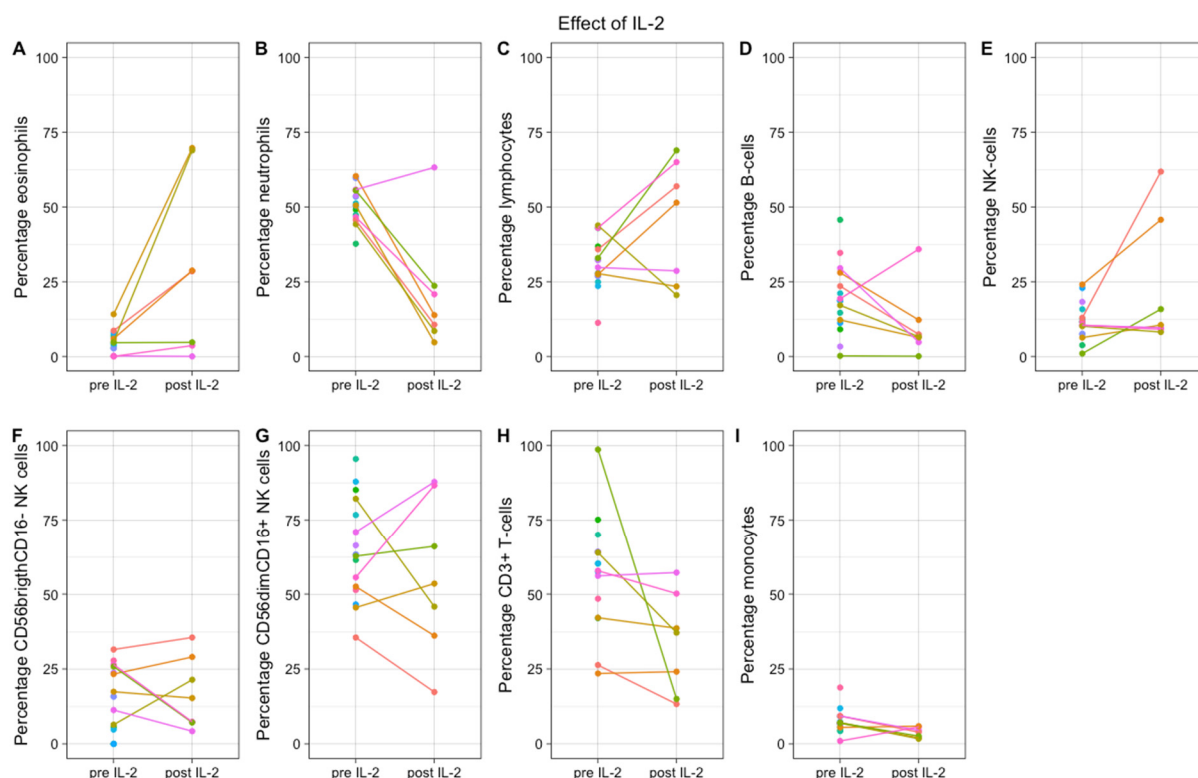 Effect of IL-2
A
Percentage eosinophils
100
75
50
25
0
pre IL-2 post IL-2
B
Percentage neutrophils
100
75
50
25
0
pre IL-2 post IL-2
C
Percentage lymphocytes
100
75
50
25
0
pre IL-2 post IL-2
D
Percentage B-cells
100
75
50
25
0
pre IL-2 post IL-2
E
Percentage NK-cells
100
75
50
25
0
pre IL-2 post IL-2
F
Percentage CD56brigthCD16- NK cells
100
75
50
25
0
pre IL-2 post IL-2
G
Percentage CD56dimCD16+ NK cells
100
75
50
25
0
pre IL-2 post IL-2
H
Percentage CD3+ T-cells
100
75
50
25
0
pre IL-2 post IL-2
I
Percentage monocytes
100
75
50
25
0
pre IL-2 post IL-2